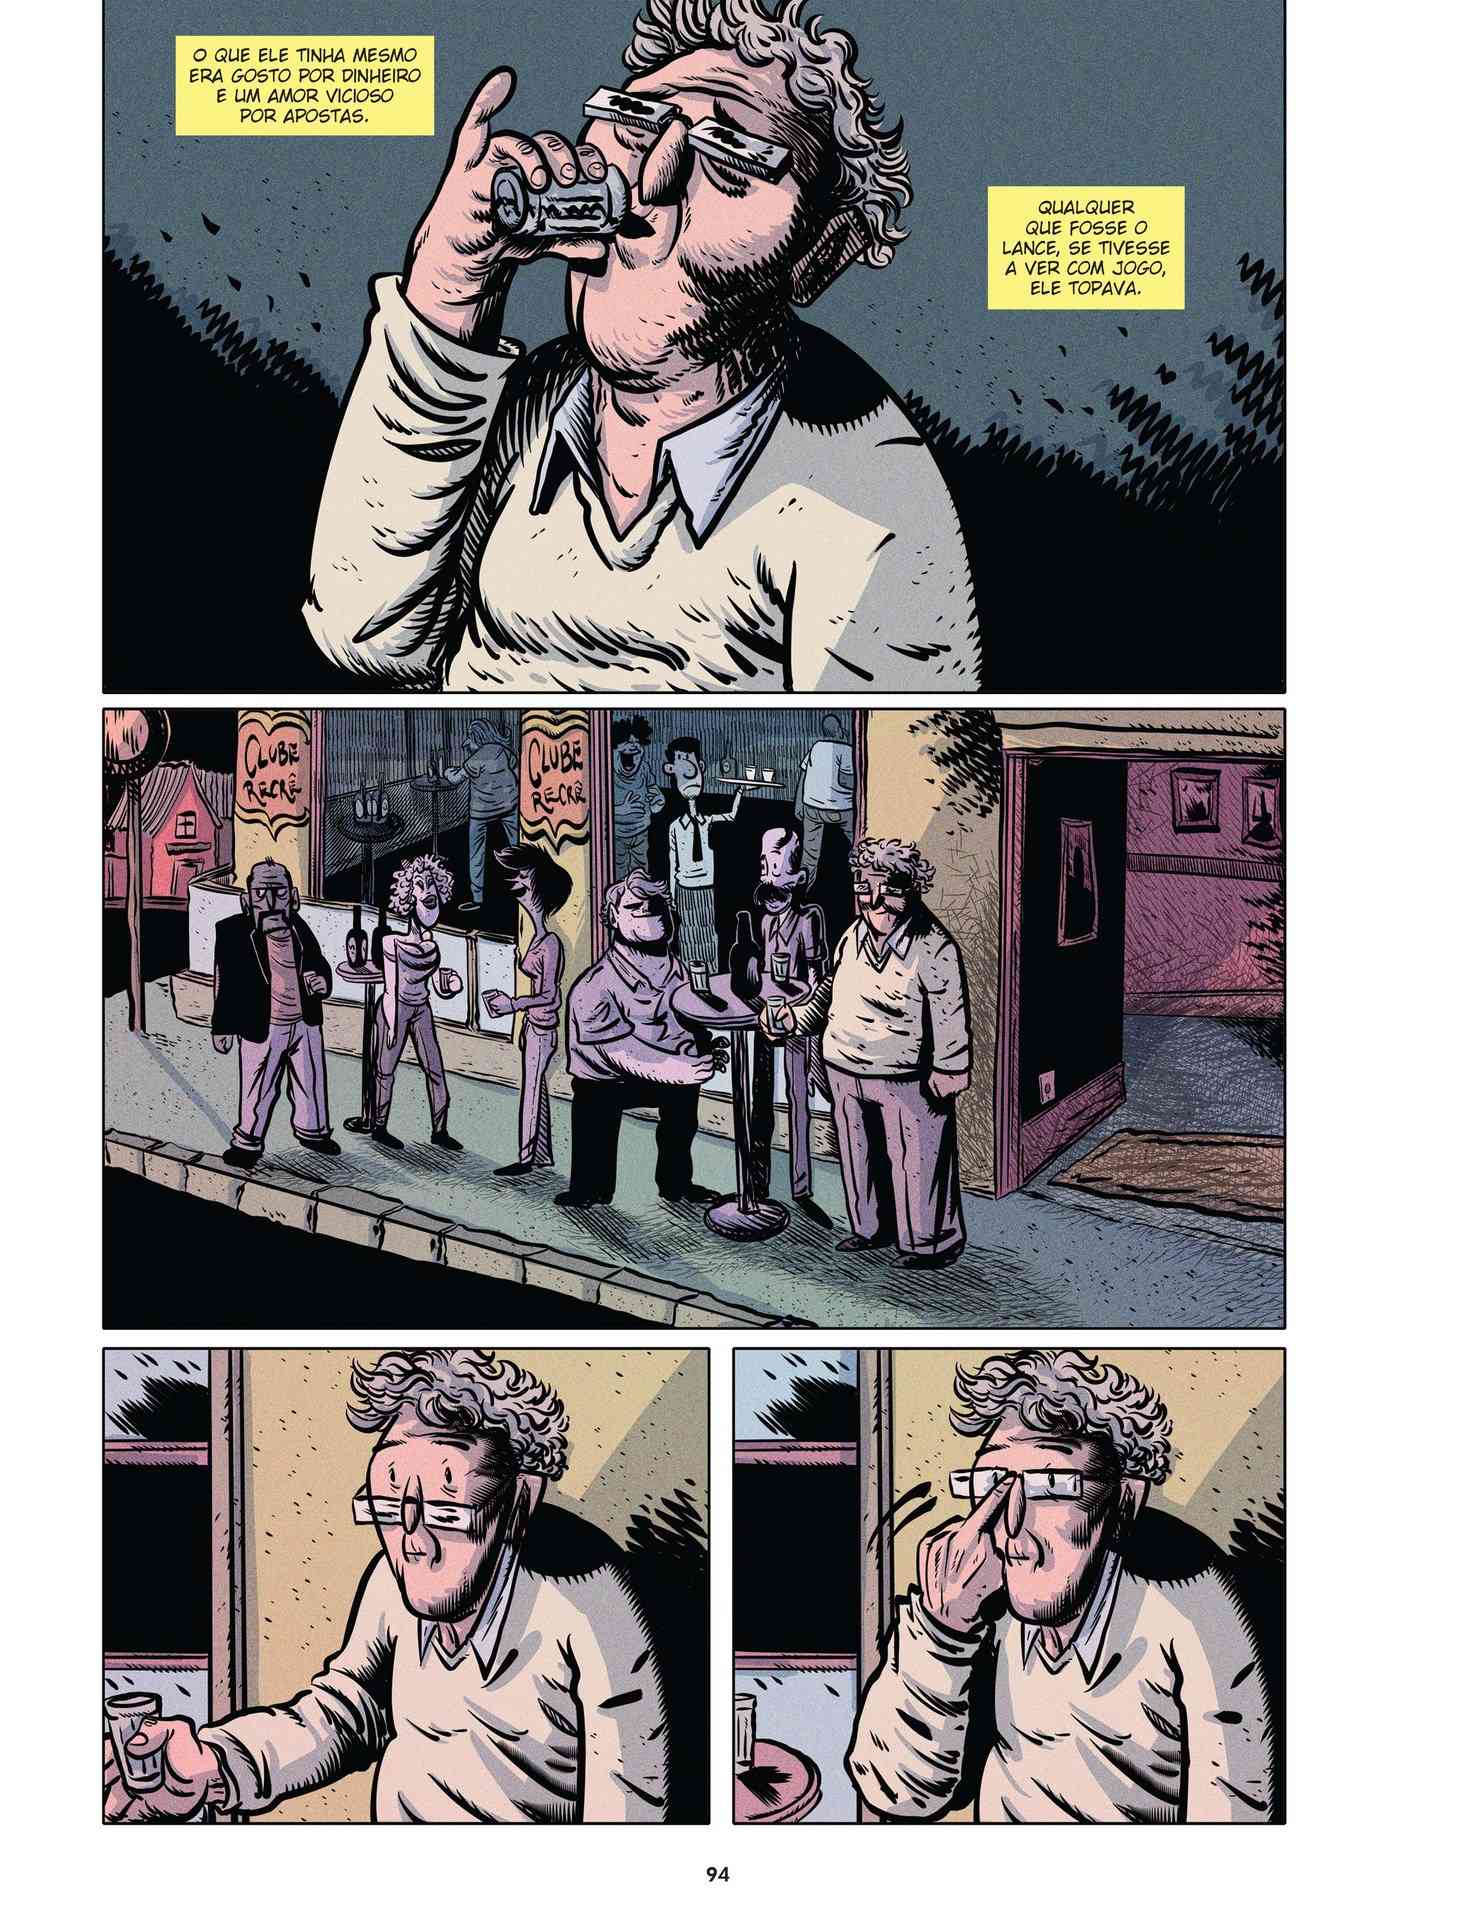 O QUE ELE TINHA MESMO
ERA GOSTO POR DINHEIRO
E UM AMOR VICIOSO
POR APOSTAS.
QUALQUER
QUE FOSSE O
LANCE, SE TIVESSE
A VER COM JOGO,
ELE TOPAVA.
CLUBE
RECRÊ
CLUBE
RECRÊ
94